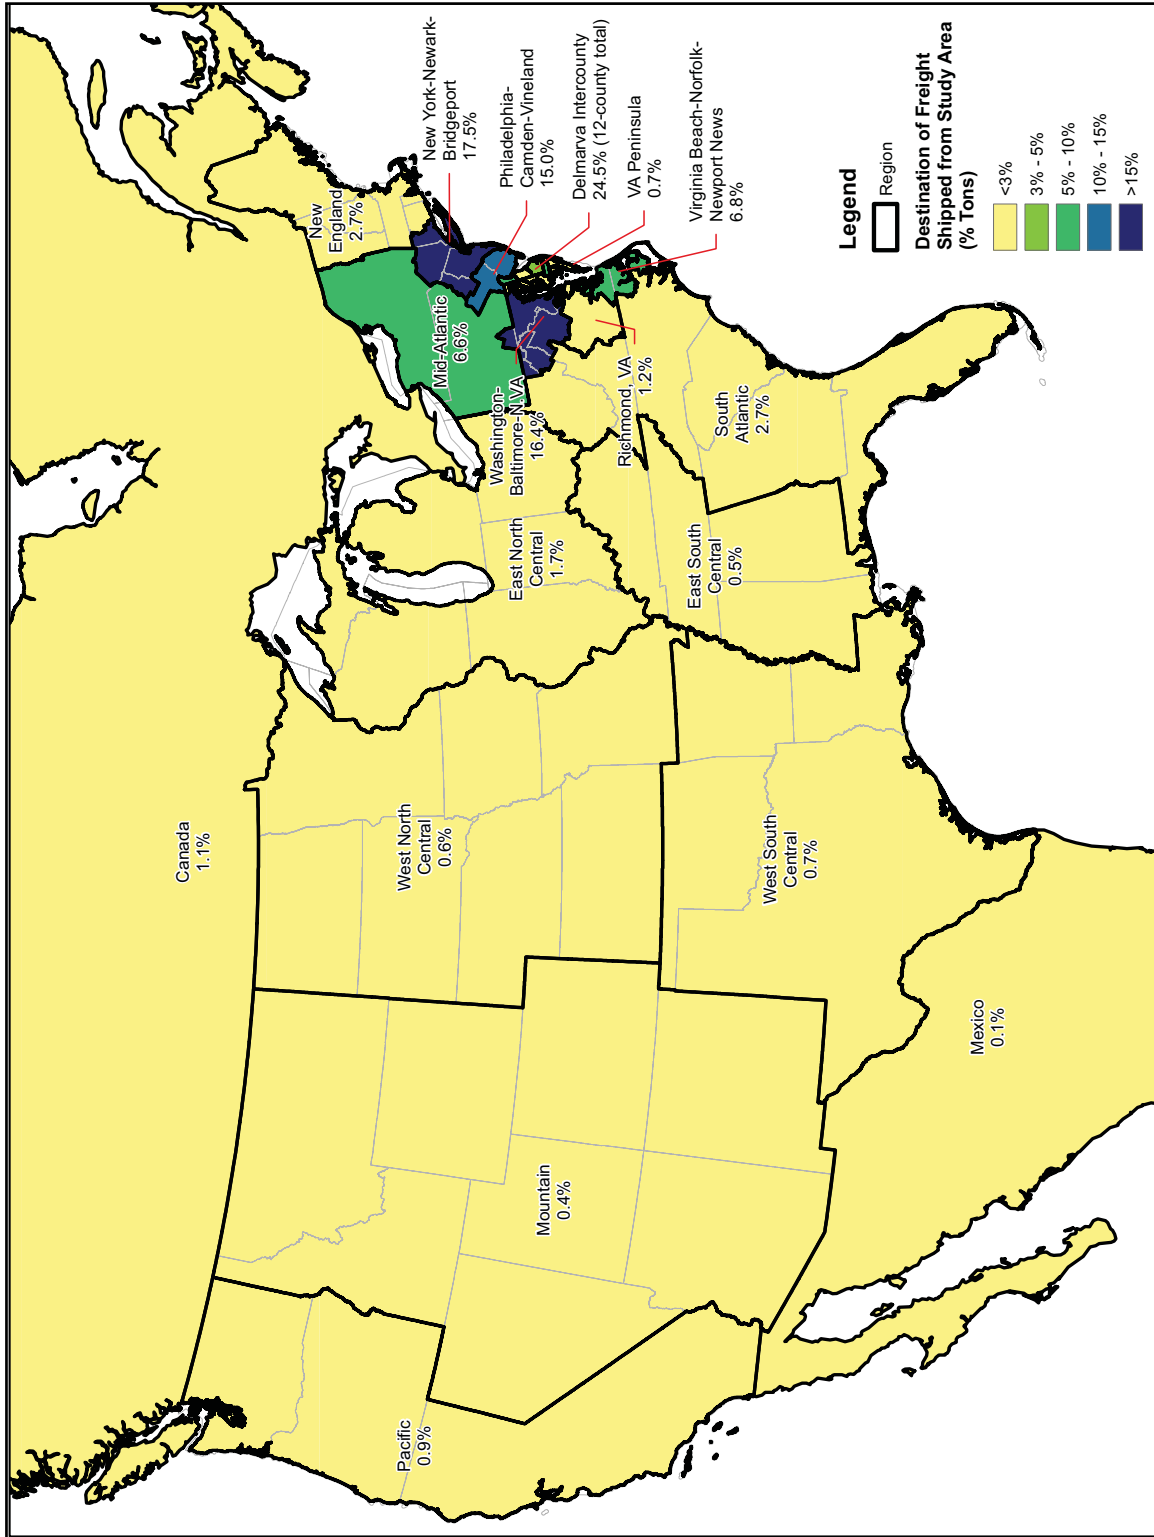 Canada
1.1%
Pacific
0.9%
Mountain
0.4%
West North
Central
0.6%
West South
Central
0.7%
Mexico
0.1%
East North
Central
1.7%
East South
Central
0.5%
South
Atlantic
2.7%
Mid-Atlantic
6.6%
New
England
2.7%
Washington-
Baltimore-N.VA
16.4%
Richmond, VA
1.2%
New York-Newark-
Bridgeport
17.5%
Philadelphia-
Camden-Vineland
15.0%
Delmarva Intercounty
24.5% (12-county total)
VA Peninsula
0.7%
Virginia Beach-Norfolk-
Newport News
6.8%
Legend
Region
Destination of Freight
Shipped from Study Area
(% Tons)
<3%
3% - 5%
5% - 10%
10% - 15%
>15%